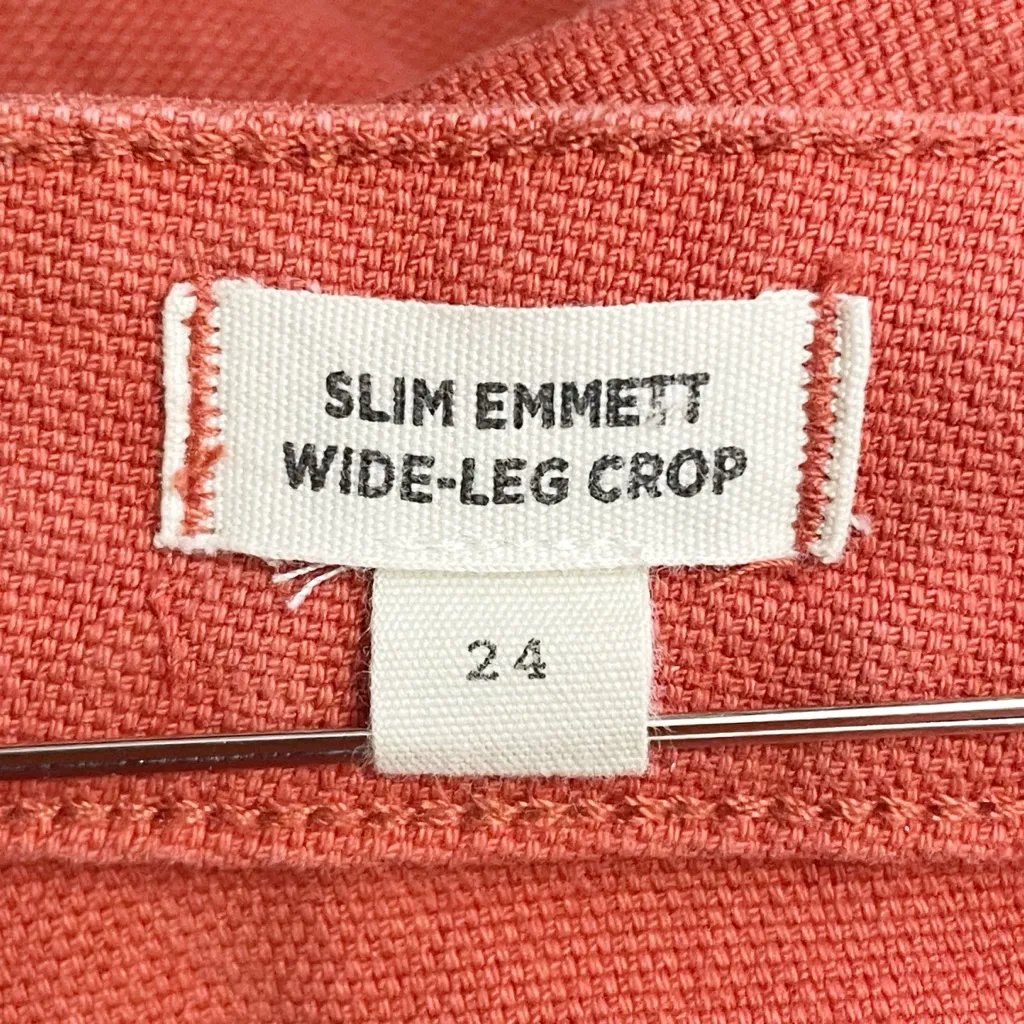 SLIM EMMETT
WIDE-LEG CROP
24